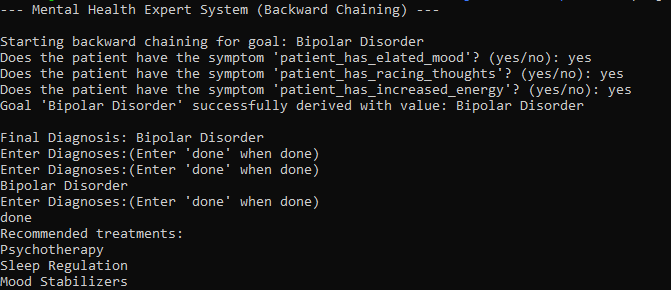 --- Mental Health Expert System (Backward Chaining) ---
Starting backward chaining for goal: Bipolar Disorder
Does the patient have the symptom 'patient_has_elated_mood'? (yes/no): yes
Does the patient have the symptom 'patient_has_racing_thoughts'? (yes/no): yes
Does the patient have the symptom 'patient_has_increased_energy'? (yes/no): yes
Goal 'Bipolar Disorder' successfully derived with value: Bipolar Disorder
Final Diagnosis: Bipolar Disorder
Enter Diagnoses:(Enter 'done' when done)
Enter Diagnoses:(Enter 'done' when done)
Bipolar Disorder
Enter Diagnoses:(Enter 'done' when done)
done
Recommended treatments:
Psychotherapy
Sleep Regulation
Mood Stabilizers